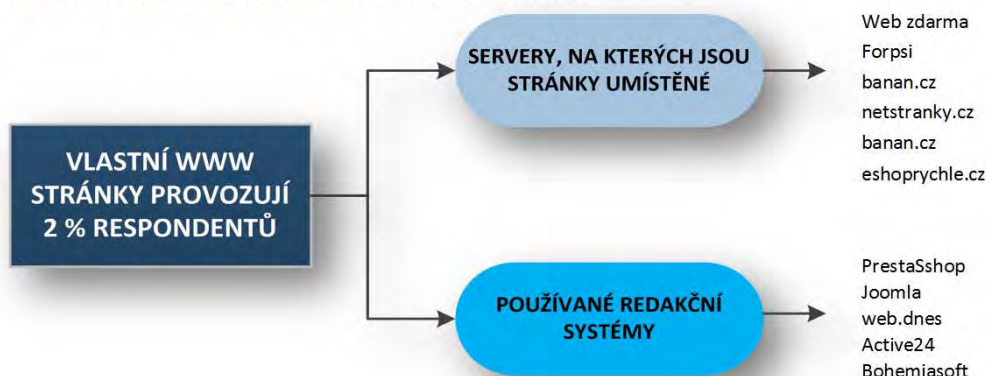 VLASTNÍ WWW
STRÁNKY PROVOZUJÍ
2 % RESPONDENTŮ
SERVERY, NA KTERÝCH JSOU
STRÁNKY UMÍSTĚNÉ
Web zdarma
Forpsi
banan.cz
netstranky.cz
banan.cz
eshoprychle.cz
POUŽÍVANÉ REDAKČNÍ
SYSTÉMY
PrestaSshop
Joomla
web.dnes
Active24
Bohemiasoft